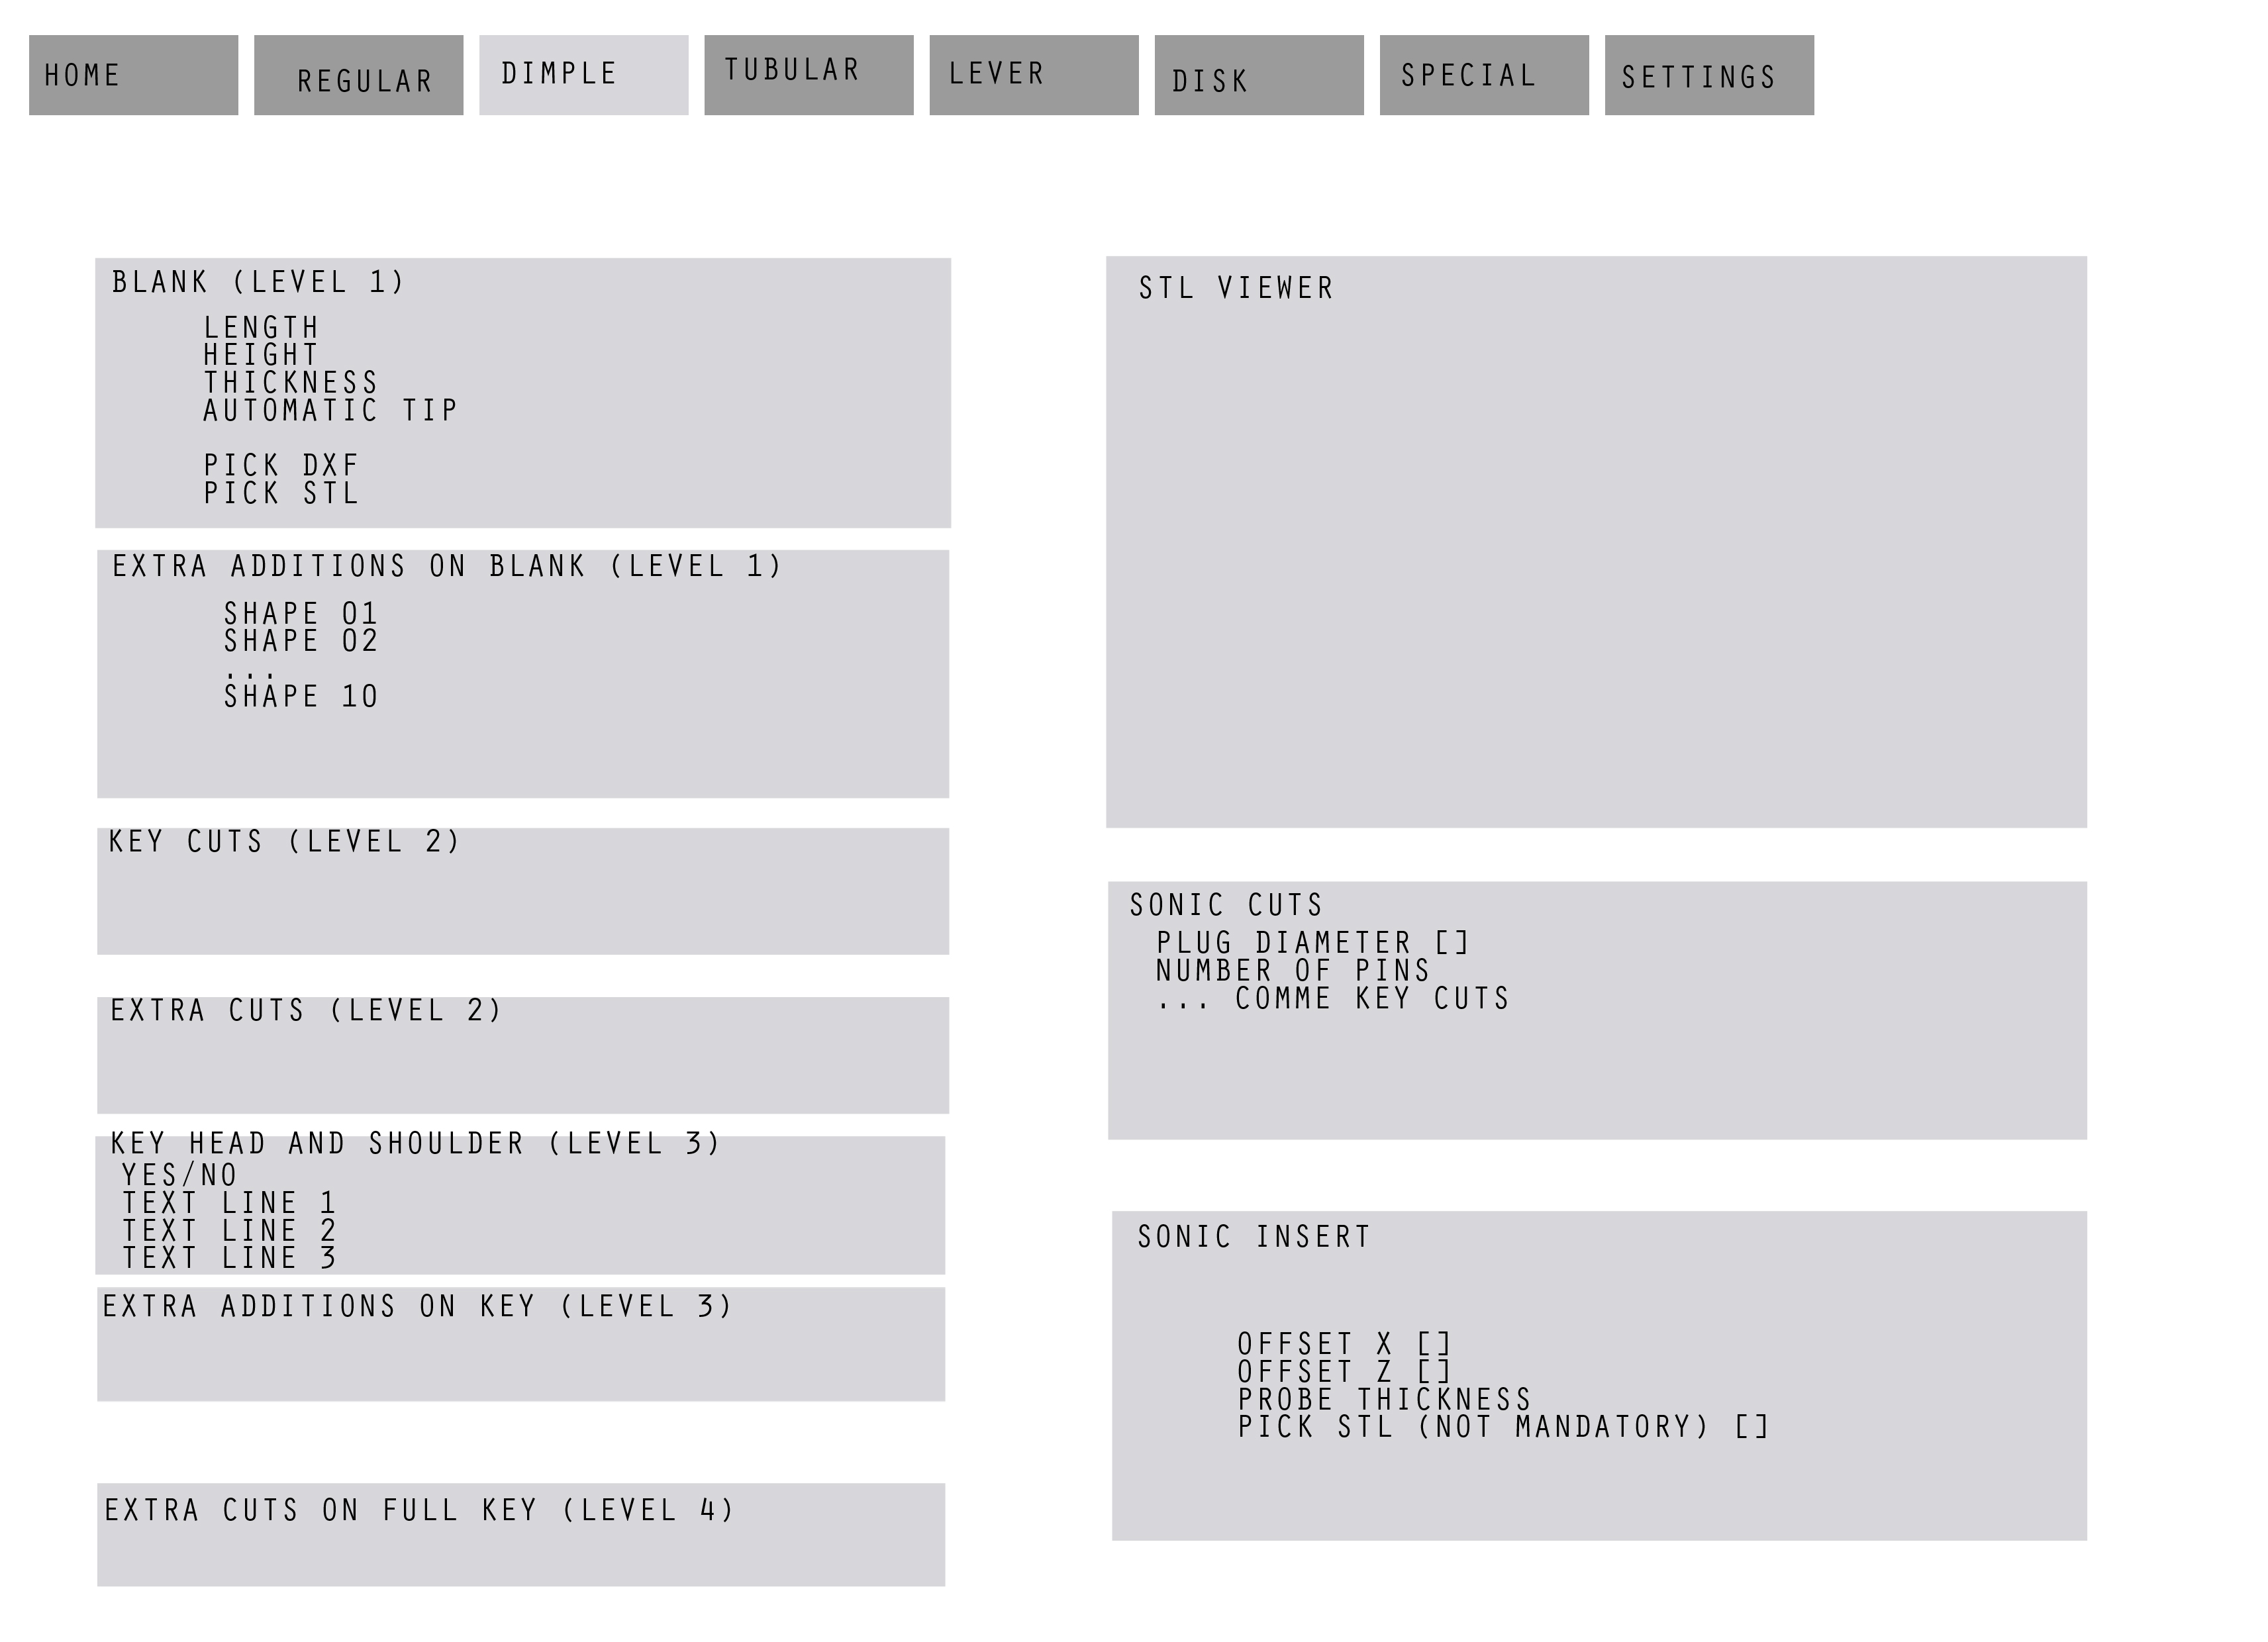 HOME
REGULAR
DIMPLE
TUBULAR
LEVER
DISK
SPECIAL
SETTINGS
BLANK (LEVEL 1)
LENGTH
HEIGHT
THICKNESS
AUTOMATIC TIP
PICK DXF
PICK STL
EXTRA ADDITIONS ON BLANK (LEVEL 1)
SHAPE 01
SHAPE 02
...
SHAPE 10
KEY CUTS (LEVEL 2)
EXTRA CUTS (LEVEL 2)
KEY HEAD AND SHOULDER (LEVEL 3)
YES/NO
TEXT LINE 1
TEXT LINE 2
TEXT LINE 3
EXTRA ADDITIONS ON KEY (LEVEL 3)
EXTRA CUTS ON FULL KEY (LEVEL 4)
STL VIEWER
SONIC CUTS
PLUG DIAMETER []
NUMBER OF PINS
... COMME KEY CUTS
SONIC INSERT
OFFSET X []
OFFSET Z []
PROBE THICKNESS
PICK STL (NOT MANDATORY) []